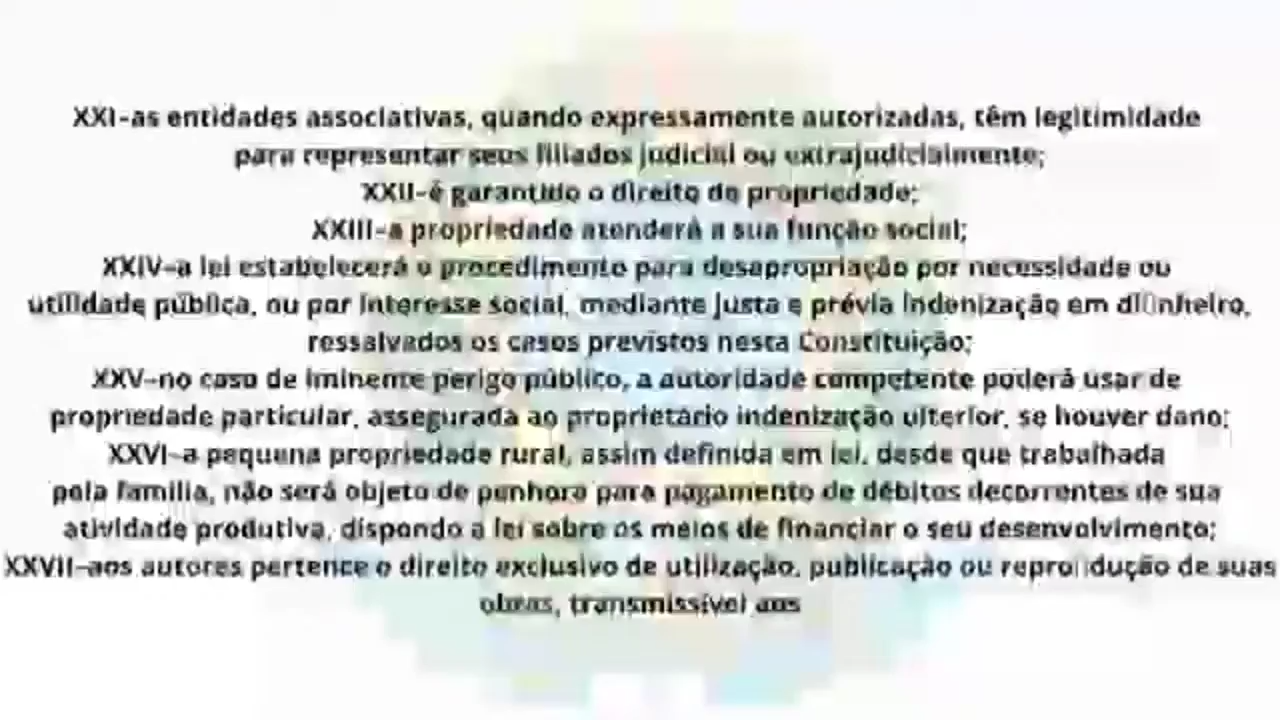 XXI-as entidades associativas, quando expressamente autorizadas, têm legitimidade
para representar seus filiados judicial ou extrajudicialmente;
XXII-é garantido o direito de propriedade;
XXIII-a propriedade atenderá a sua função social;
XXIV-a lei estabelecerá o procedimento para desapropriação por necessidade ou
utilidade pública, ou por interesse social, mediante justa e prévia indenização em di▯nheiro,
ressalvados os casos previstos nesta Constituição;
XXV-no caso de iminente perigo público, a autoridade competente poderá usar de
propriedade particular, assegurada ao proprietário indenização ulterior, se houver dano;
XXVI-a pequena propriedade rural, assim definida em lei, desde que trabalhada
pela família, não será objeto de penhora para pagamento de débitos decorrentes de sua
atividade produtiva, dispondo a lei sobre os meios de financiar o seu desenvolvimento;
XXVII-aos autores pertence o direito exclusivo de utilização, publicação ou repro▯dução de suas
obras, transmissível aos